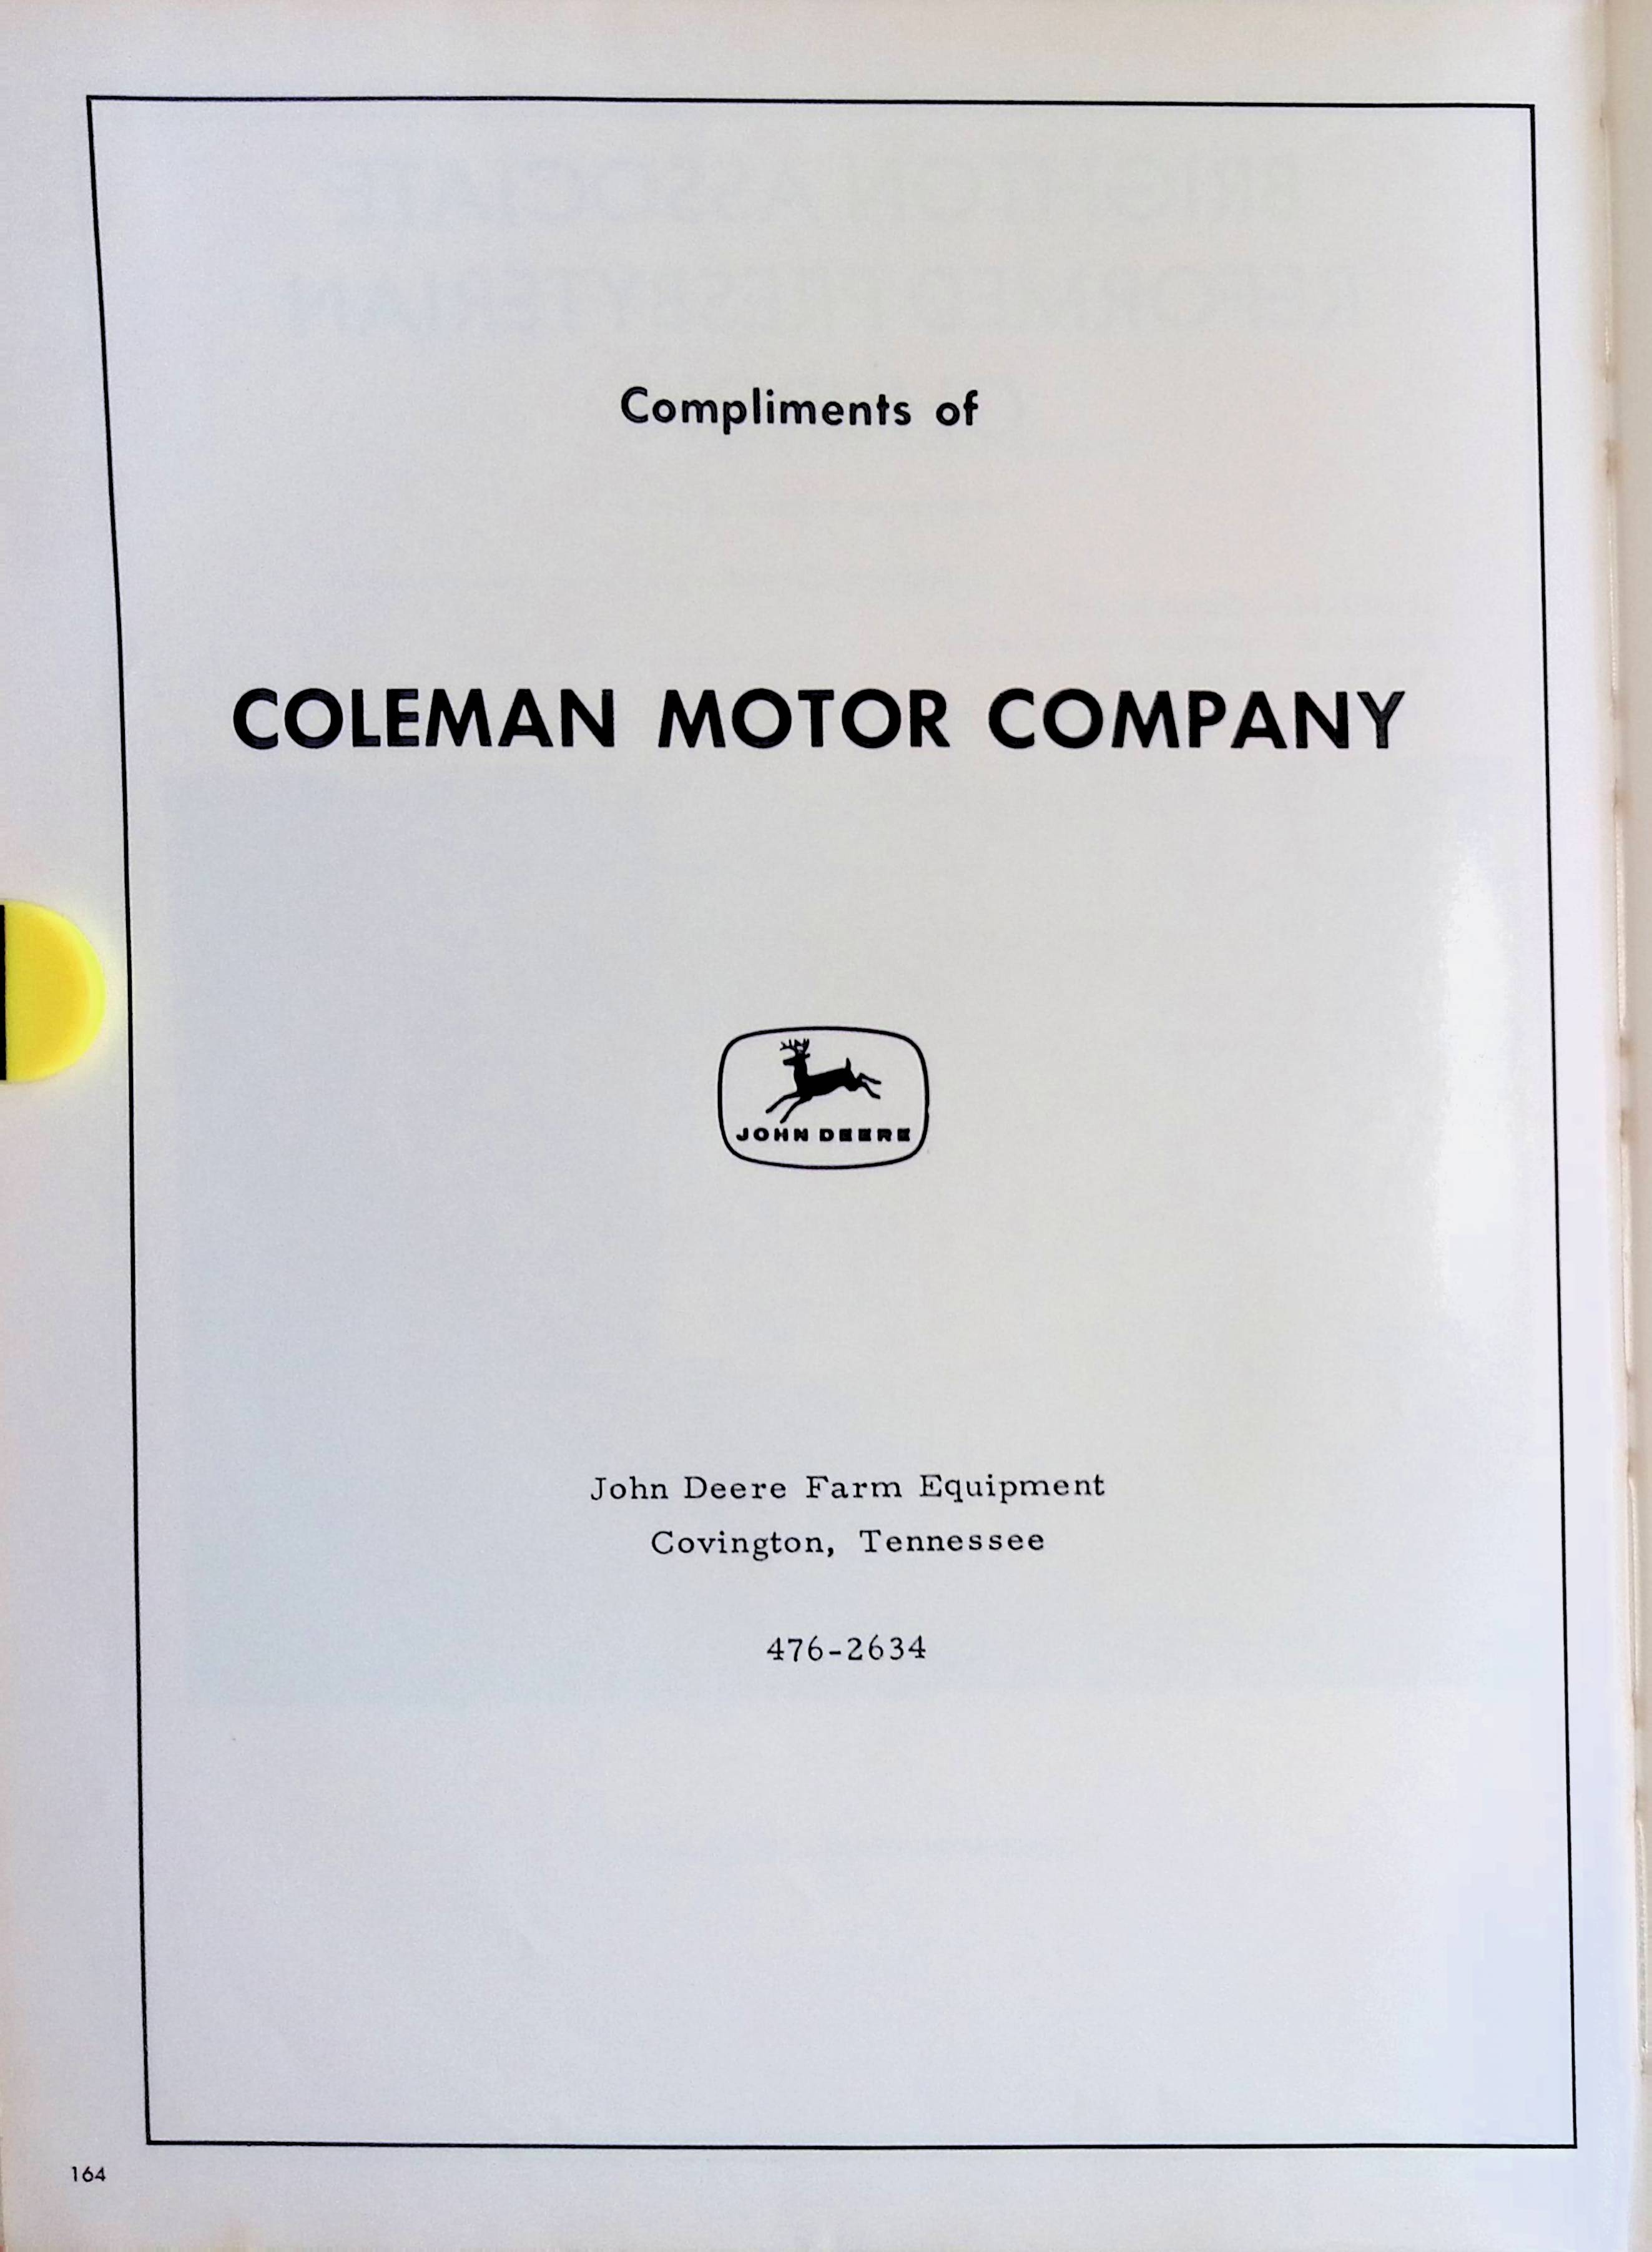 Compliments of
COLEMAN MOTOR COMPANY
JOHN DEERE
John Deere Farm Equipment
Covington, Tennessee
476-2634
164